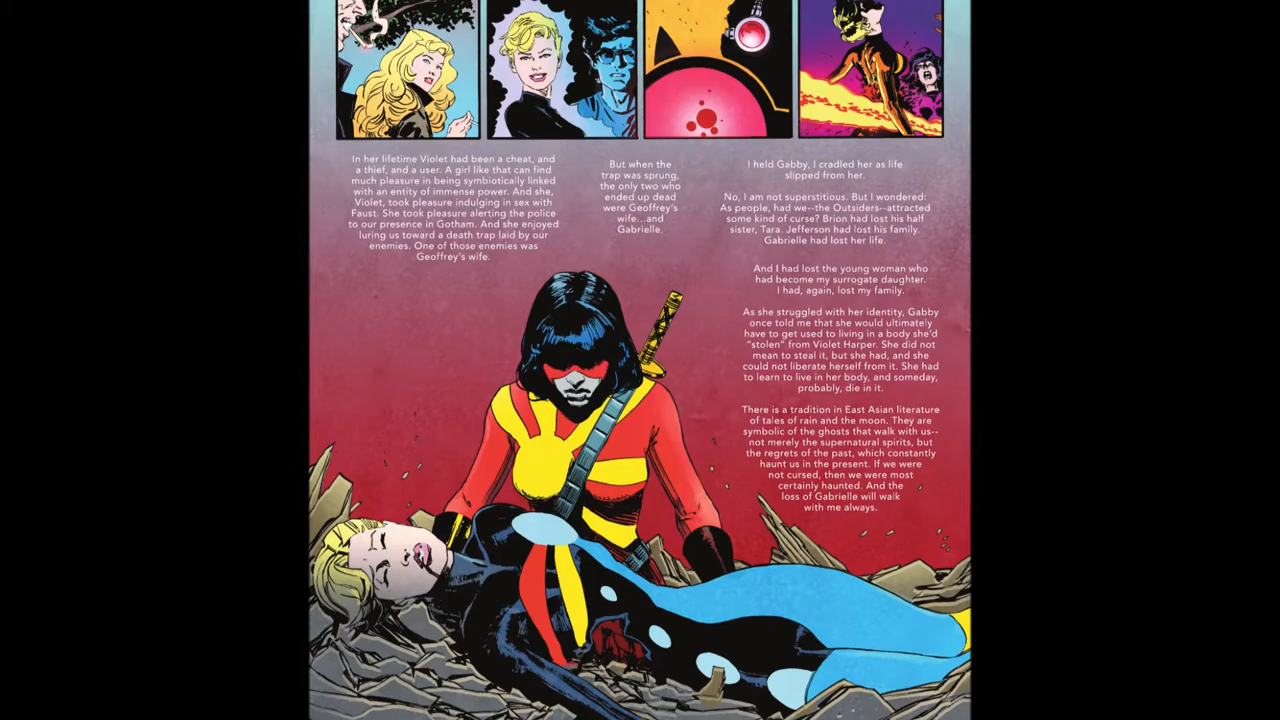 In her lifetime Violet had been a cheat, and
a thief, and a user. A girl like that can find
much pleasure in being symbiotically linked
with an entity of immense power. And she,
Violet, took pleasure indulging in sex with
Faust. She took pleasure alerting the police
to our presence in Gotham. And she enjoyed
luring us toward a death trap laid by our
enemies. One of those enemies was
Geoffrey's wife.
But when the
trap was sprung,
the only two who
ended up dead
were Geoffrey's
wife...and
Gabrielle.
I held Gabby, I cradled her as life
slipped from her.
No, I am not superstitious. But I wondered:
As people, had we--the Outsiders--attracted
some kind of curse? Brion had lost his half
sister, Tara. Jefferson had lost his family.
Gabrielle had lost her life.
And I had lost the young woman who
had become my surrogate daughter.
I had, again, lost my family.
As she struggled with her identity, Gabby
once told me that she would ultimately
have to get used to living in a body she'd
"stolen" from Violet Harper. She did not
mean to steal it, but she had, and she
could not liberate herself from it. She had
to learn to live in her body, and someday,
probably, die in it.
There is a tradition in East Asian literature
of tales of rain and the moon. They are
symbolic of the ghosts that walk with us--
not merely the supernatural spirits, but
the regrets of the past, which constantly
haunt us in the present. If we were
not cursed, then we were most
certainly haunted. And the
loss of Gabrielle will walk
with me always.